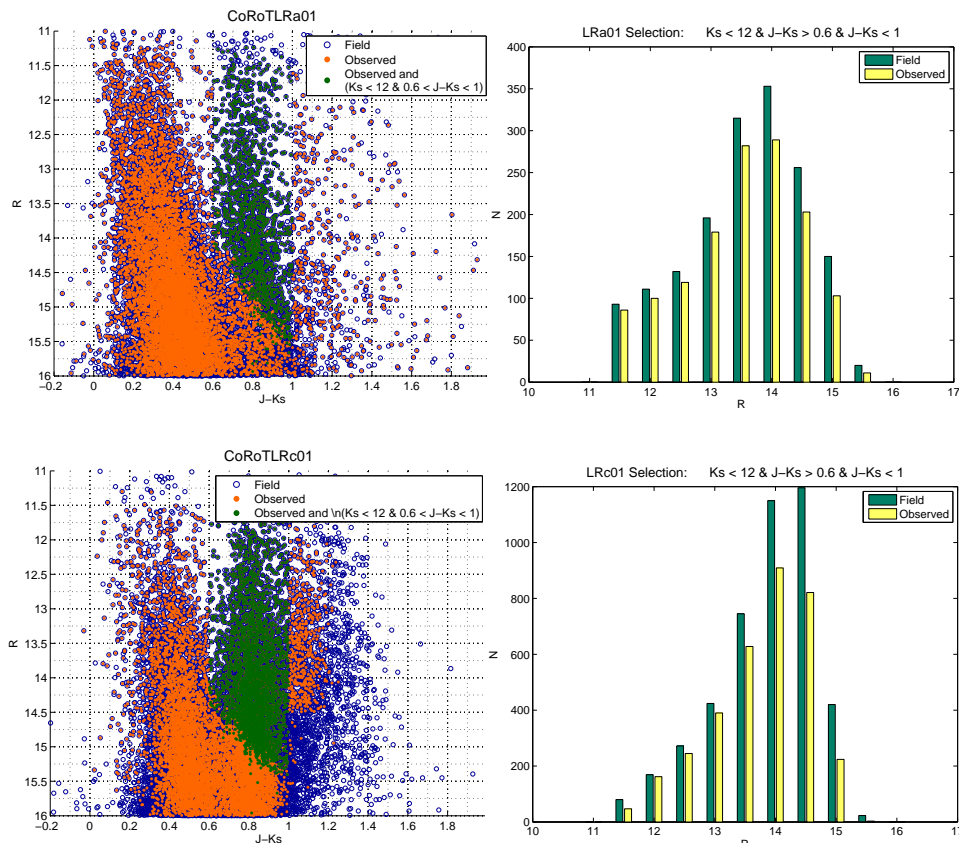 CoRoTLRa01
11
11.5
12
12.5
13
13.5
14
14.5
15
15.5
16
R
−0.2 0 0.2 0.4 0.6 0.8 1 1.2 1.4 1.6 1.8
J−Ks
Field
Observed
Observed and
(Ks < 12 & 0.6 < J−Ks < 1)
LRa01 Selection: Ks < 12 & J−Ks > 0.6 & J−Ks < 1
400
350
300
250
200
150
100
50
0
N
10 11 12 13 14 15 16 17
R
Field
Observed
CoRoTLRc01
11
11.5
12
12.5
13
13.5
14
14.5
15
15.5
16
R
−0.2 0 0.2 0.4 0.6 0.8 1 1.2 1.4 1.6 1.8
J−Ks
Field
Observed
Observed and \n(Ks < 12 & 0.6 < J−Ks < 1)
LRc01 Selection: Ks < 12 & J−Ks > 0.6 & J−Ks < 1
1200
1000
800
600
400
200
0
N
10 11 12 13 14 15 16 17
Field
Observed